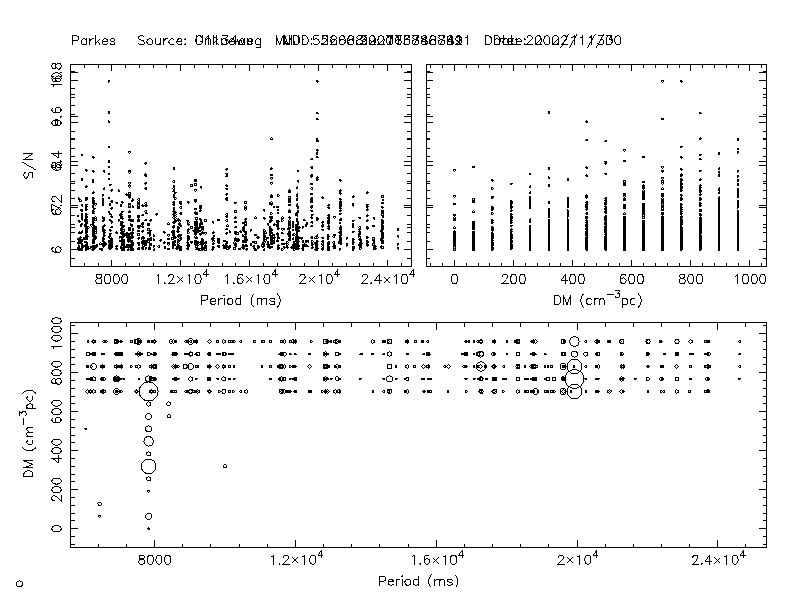 Parkes Source:
S/N
6
8000 1.2×10⁴ 1.6×10⁴ 2×10⁴ 2.4×10⁴
Period (ms)
0 200 400 600 800 1000
DM (cm⁻³pc)
DM (cm⁻³pc)
0 200 400 600 800 1000
8000 1.2×10⁴ 1.6×10⁴ 2×10⁴ 2.4×10⁴
Period (ms)